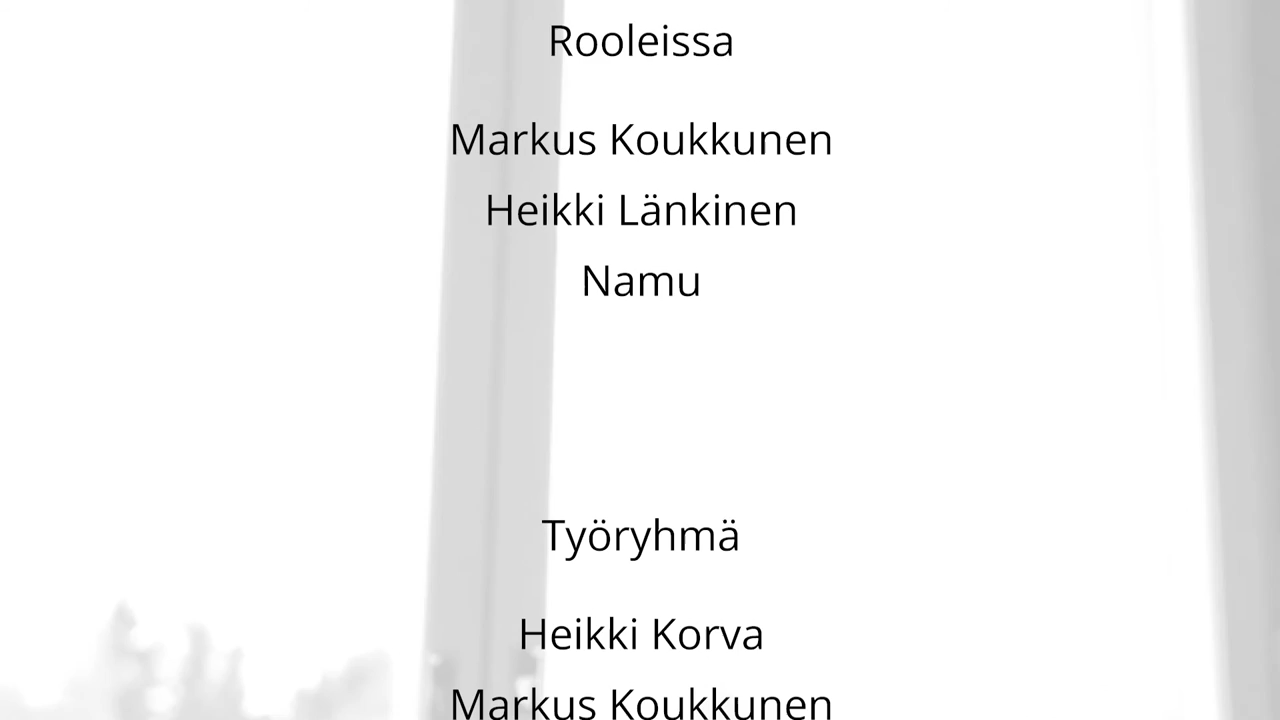 Rooleissa
Markus Koukkunen
Heikki Länkinen
Namu
Työryhmä
Heikki Korva
Markus Koukkunen